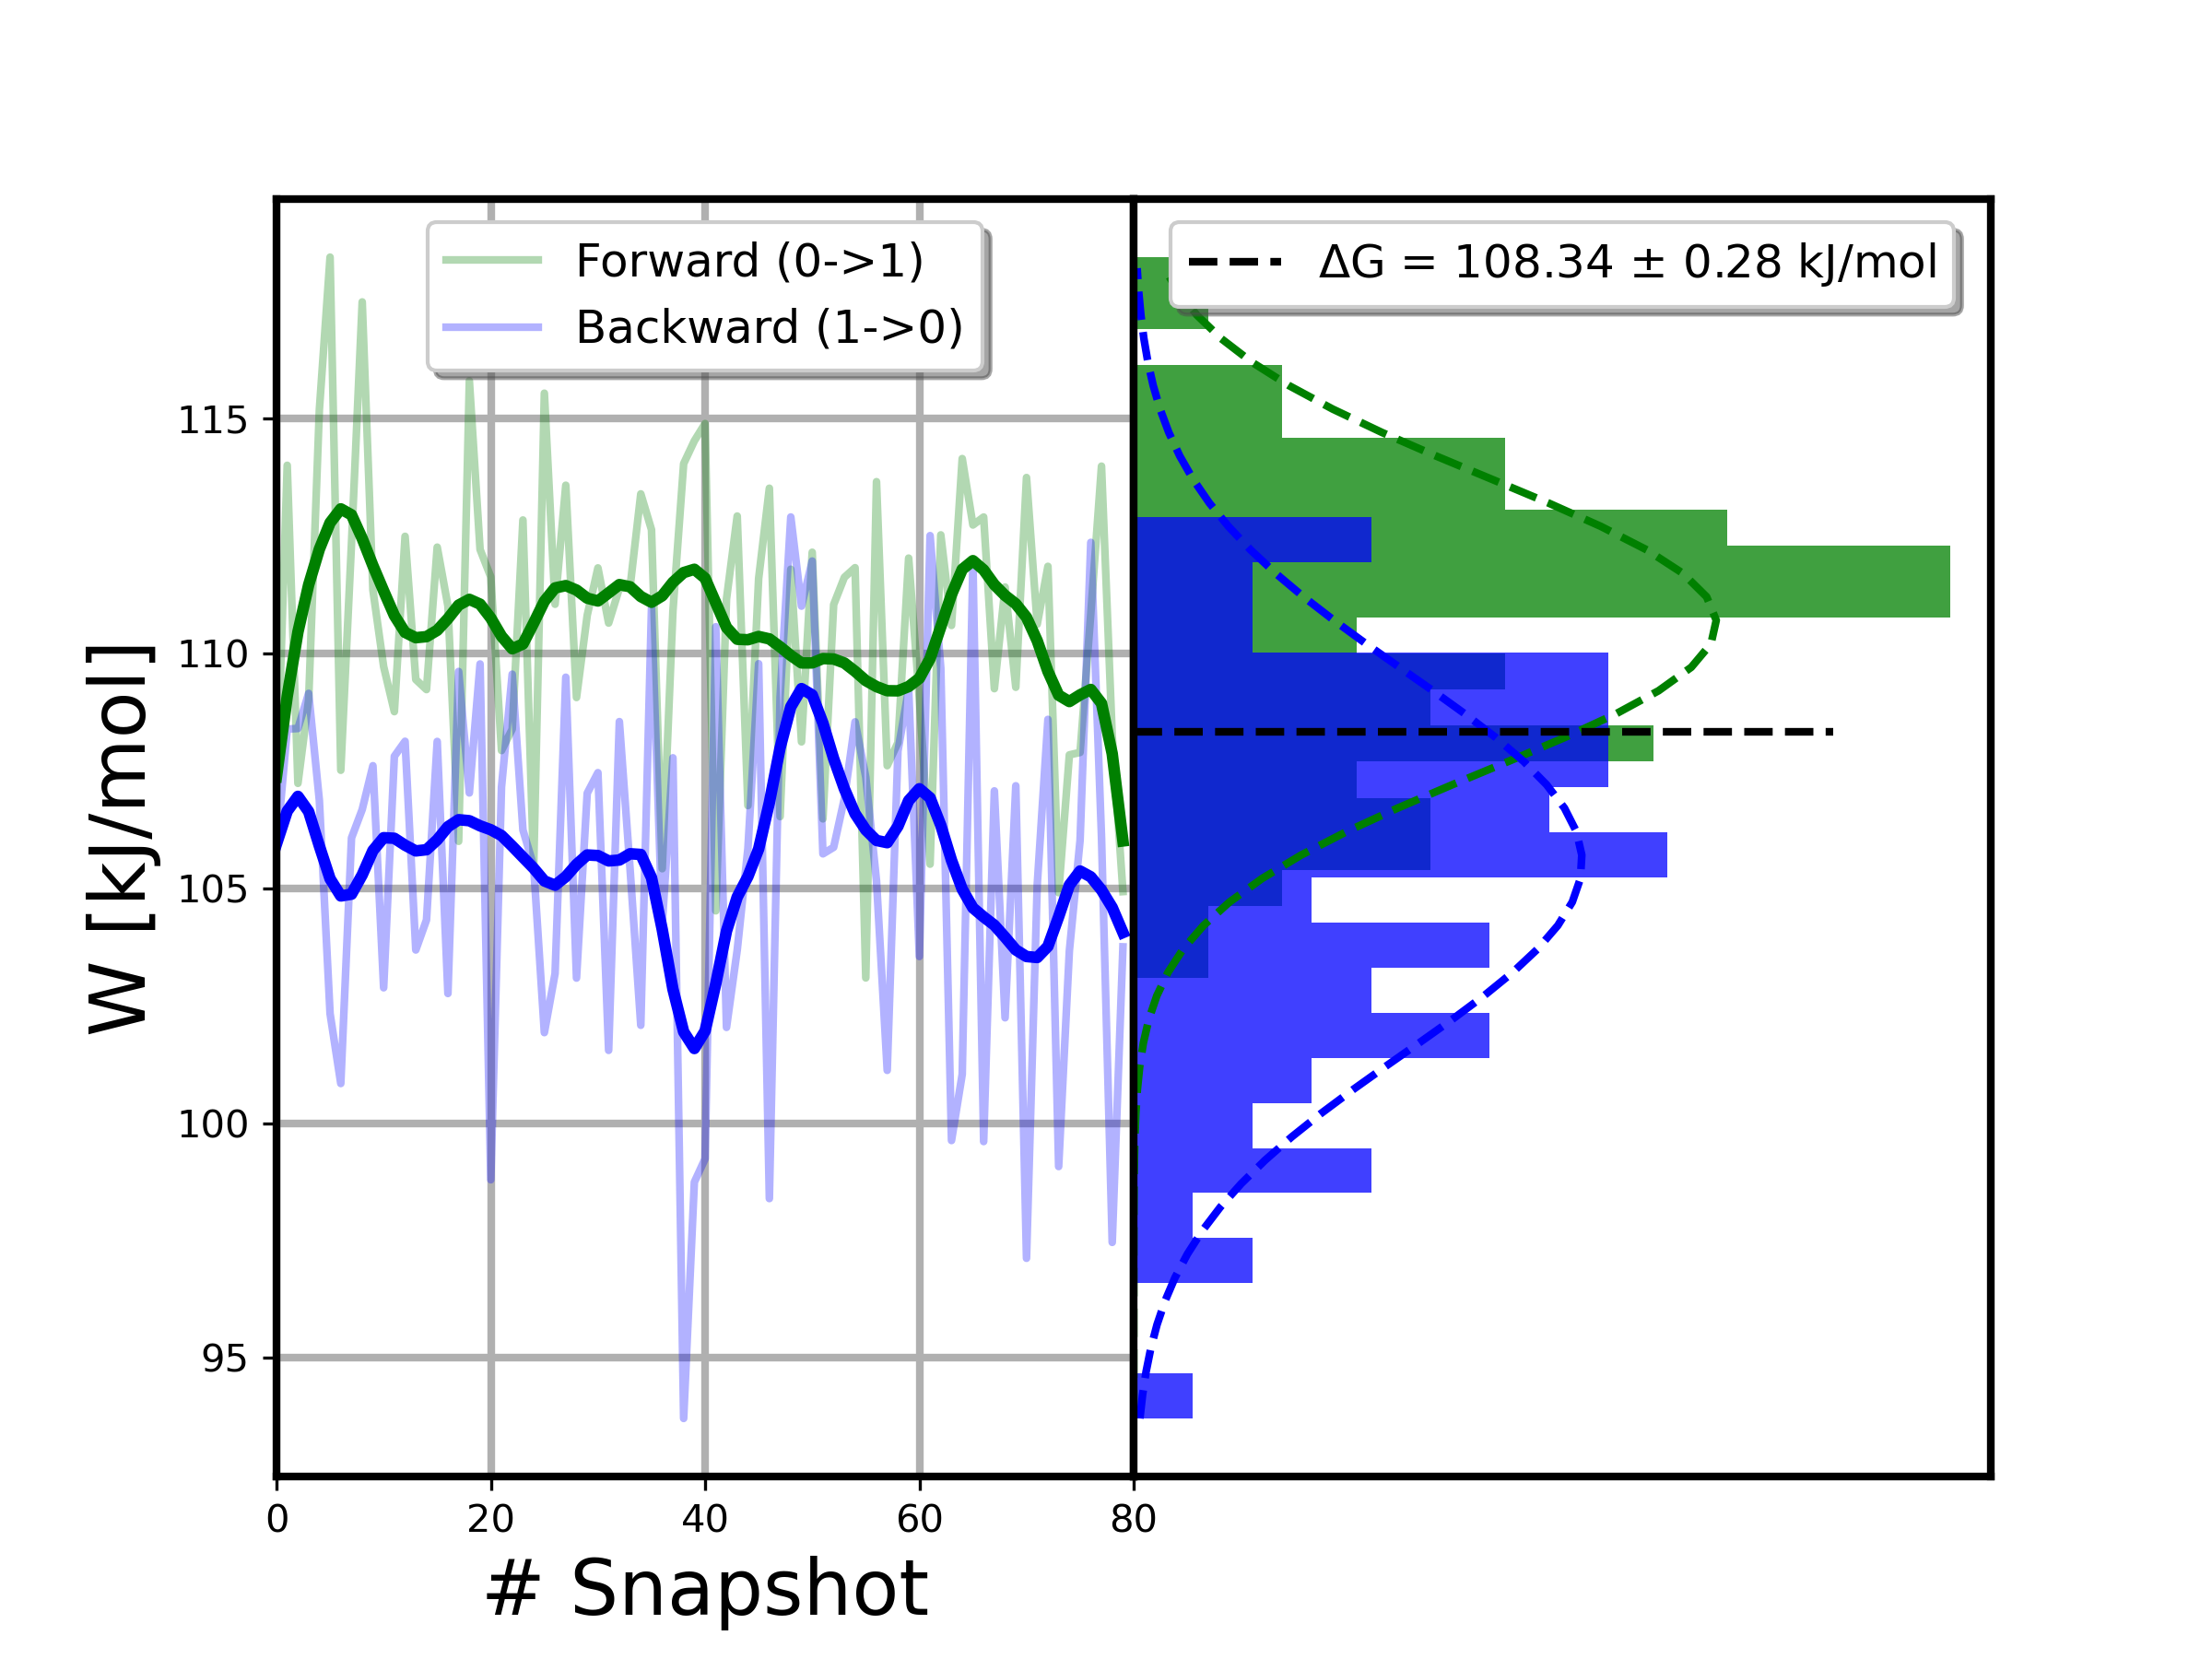 Forward (0->1)
Backward (1->0)
ΔG = 108.34 ± 0.28 kJ/mol
115
110
105
100
95
W [kJ/mol]
0 20 40 60 80
# Snapshot